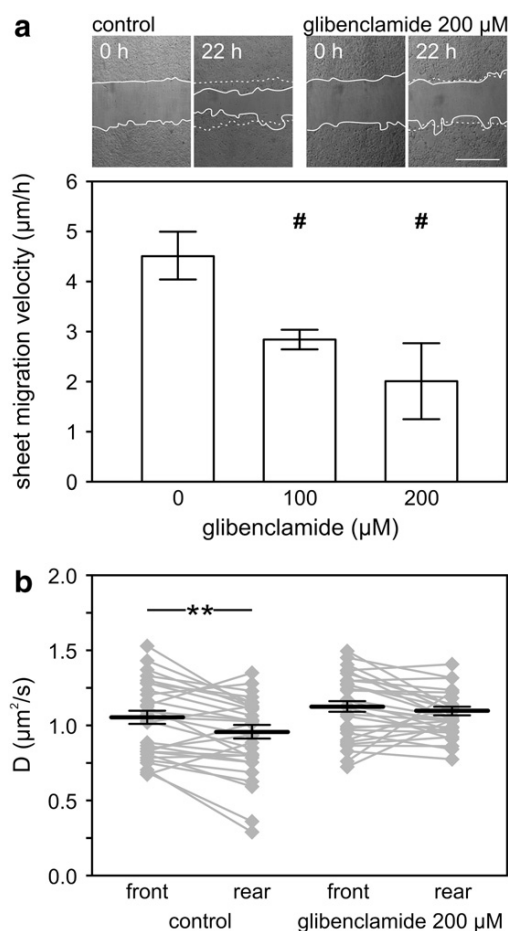 a
control
glibenclamide 200 µM
0 h
22 h
0 h
22 h
sheet migration velocity (µm/h)
6
5
4
3
2
1
0
#
#
0
100
200
glibenclamide (µM)
b
D (µm²/s)
2.0
1.5
1.0
0.5
0.0
**
front
rear
front
rear
control
glibenclamide 200 µM